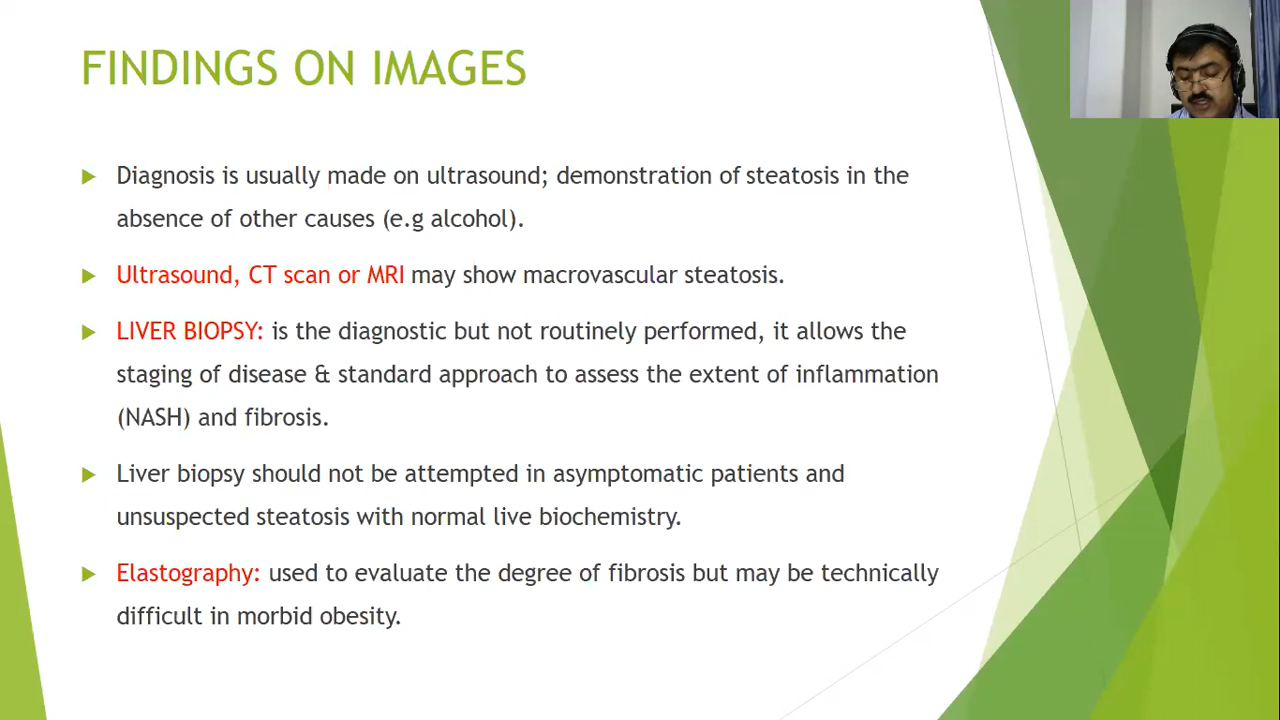 FINDINGS ON IMAGES
Diagnosis is usually made on ultrasound; demonstration of steatosis in the
absence of other causes (e.g alcohol).
Ultrasound, CT scan or MRI may show macrovascular steatosis.
LIVER BIOPSY: is the diagnostic but not routinely performed, it allows the
staging of disease & standard approach to assess the extent of inflammation
(NASH) and fibrosis.
Liver biopsy should not be attempted in asymptomatic patients and
unsuspected steatosis with normal live biochemistry.
Elastography: used to evaluate the degree of fibrosis but may be technically
difficult in morbid obesity.